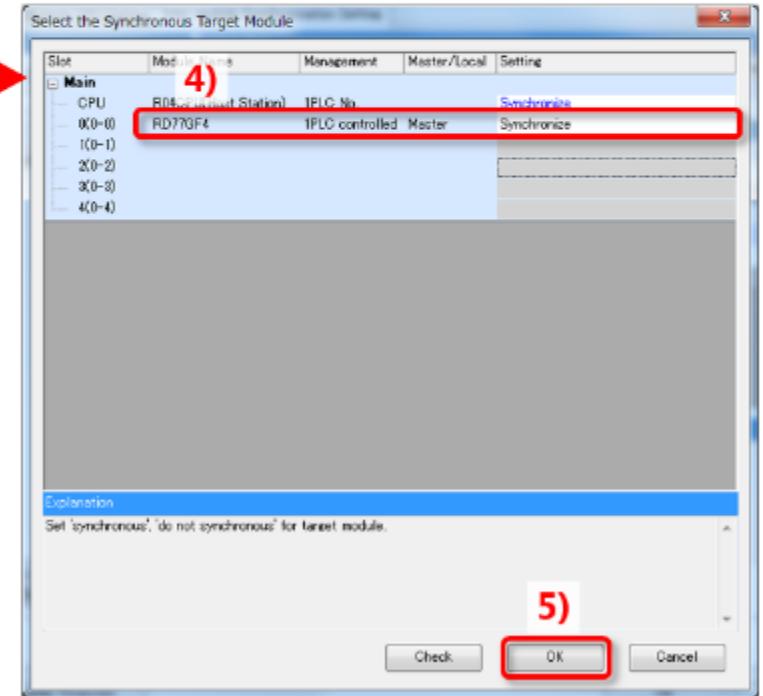 Select the Synchronous Target Module
Slot Module Name Management Master/Local Setting
4)
Main
CPU Station) 1PLC No. Synchronize
0(0-0) RD77GF4 1PLC controlled Master Synchronize
1(0-1)
2(0-2)
3(0-3)
4(0-4)
Explanation
Set 'synchronous', 'do not synchronous' for target module.
5)
Check OK Cancel